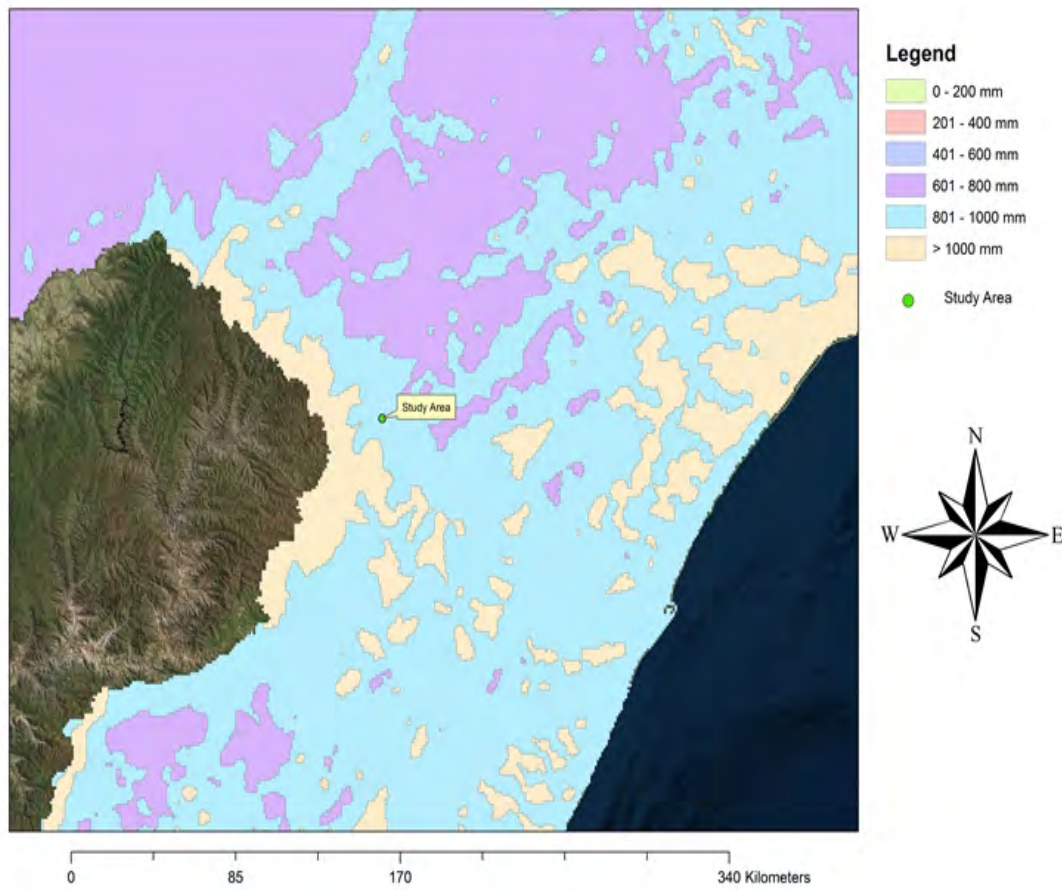 Legend
0 - 200 mm
201 - 400 mm
401 - 600 mm
601 - 800 mm
801 - 1000 mm
> 1000 mm
Study Area
Study Area
N
W E
S
0 85 170 340 Kilometers